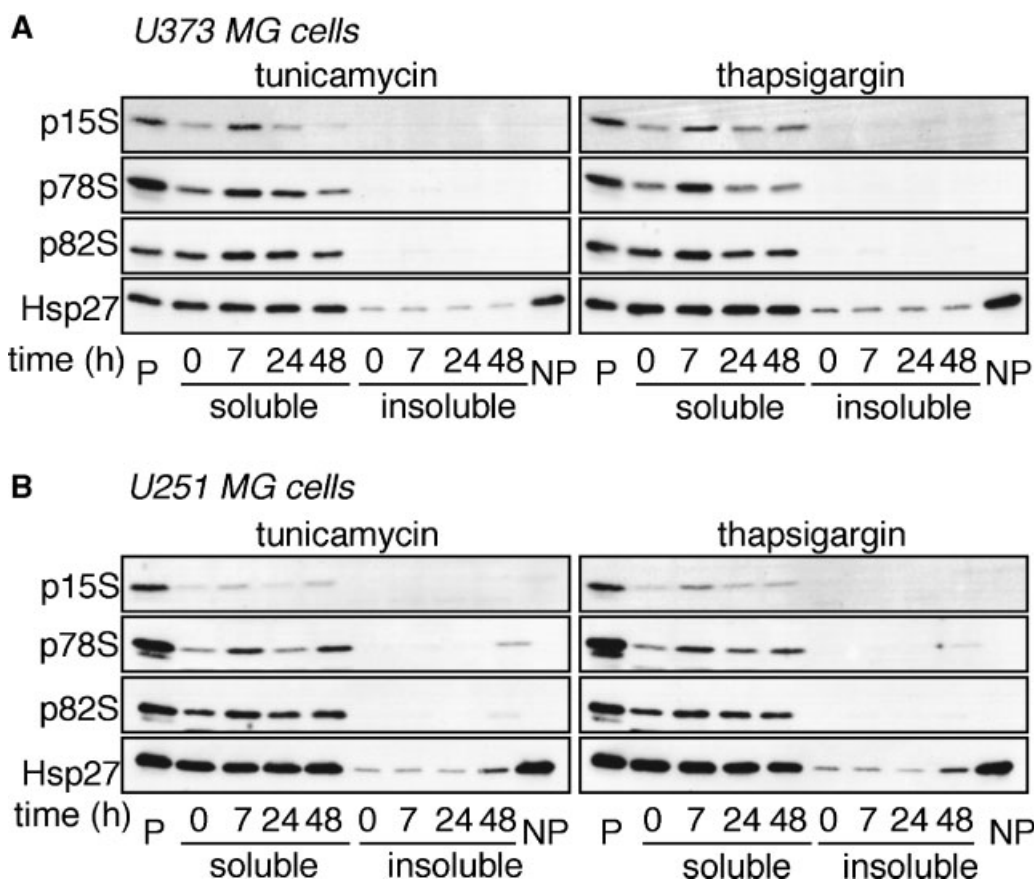 A U373 MG cells
tunicamycin thapsigargin
p15S
p78S
p82S
Hsp27
time (h) P 0 7 24 48 0 7 24 48 NP P 0 7 24 48 0 7 24 48 NP
soluble insoluble soluble insoluble
B U251 MG cells
tunicamycin thapsigargin
p15S
p78S
p82S
Hsp27
time (h) P 0 7 24 48 0 7 24 48 NP P 0 7 24 48 0 7 24 48 NP
soluble insoluble soluble insoluble